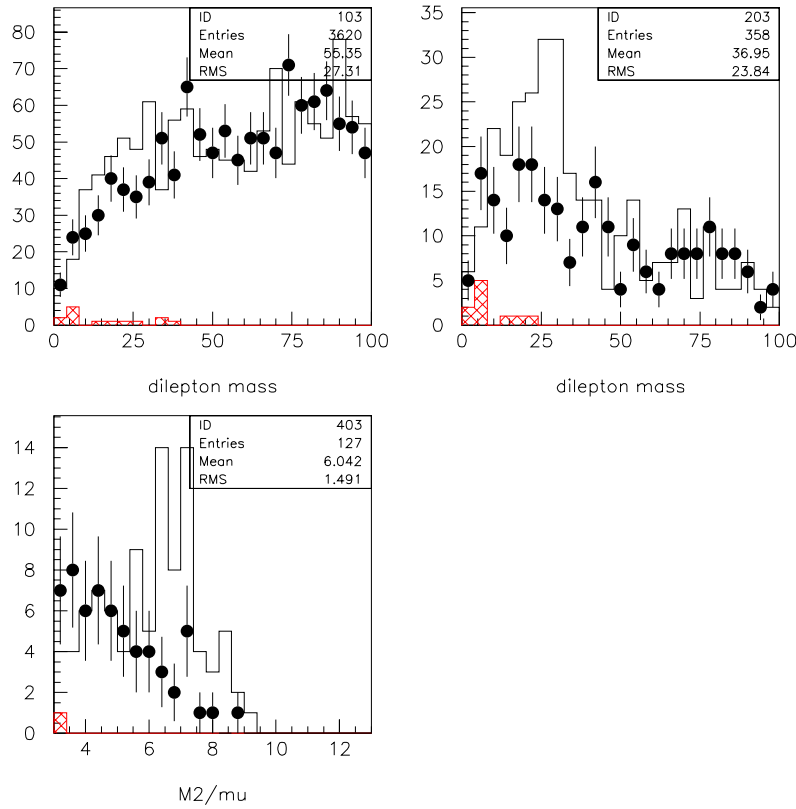 ID 103
Entries 3620
Mean 55.35
RMS 27.31
80
70
60
50
40
30
20
10
0
0 25 50 75 100
dilepton mass
ID 203
Entries 358
Mean 36.95
RMS 23.84
35
30
25
20
15
10
5
0
0 25 50 75 100
dilepton mass
ID 403
Entries 127
Mean 6.042
RMS 1.491
14
12
10
8
6
4
2
0
4 6 8 10 12
M2/mu